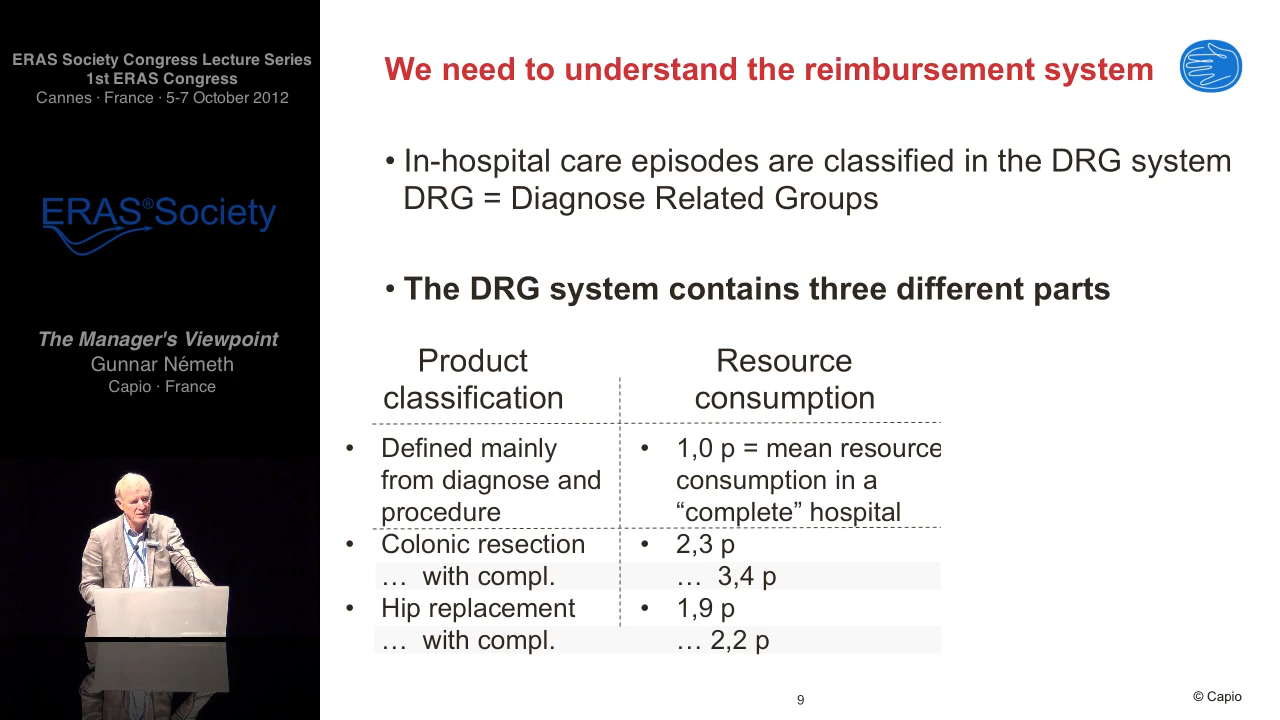 ERAS Society Congress Lecture Series
1st ERAS Congress
Cannes · France · 5-7 October 2012
ERAS®Society
The Manager's Viewpoint
Gunnar Németh
Capio · France
We need to understand the reimbursement system
• In-hospital care episodes are classified in the DRG system
DRG = Diagnose Related Groups
• The DRG system contains three different parts
Product
classification
Resource
consumption
• Defined mainly
from diagnose and
procedure
• 1,0 p = mean resource
consumption in a
“complete” hospital
• Colonic resection
… with compl.
• 2,3 p
… 3,4 p
• Hip replacement
… with compl.
• 1,9 p
… 2,2 p
9
© Capio